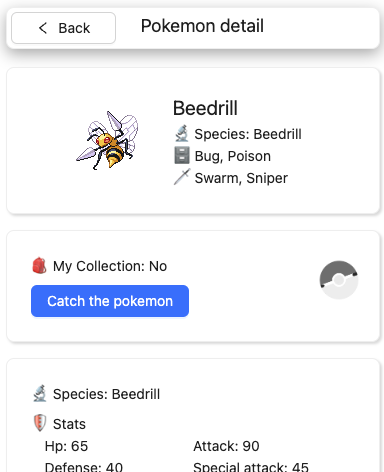 Back
Pokemon detail
Beedrill
Species: Beedrill
Bug, Poison
Swarm, Sniper
My Collection: No
Catch the pokemon
Species: Beedrill
Stats
Hp: 65
Attack: 90
Defense: 40
Special attack: 45